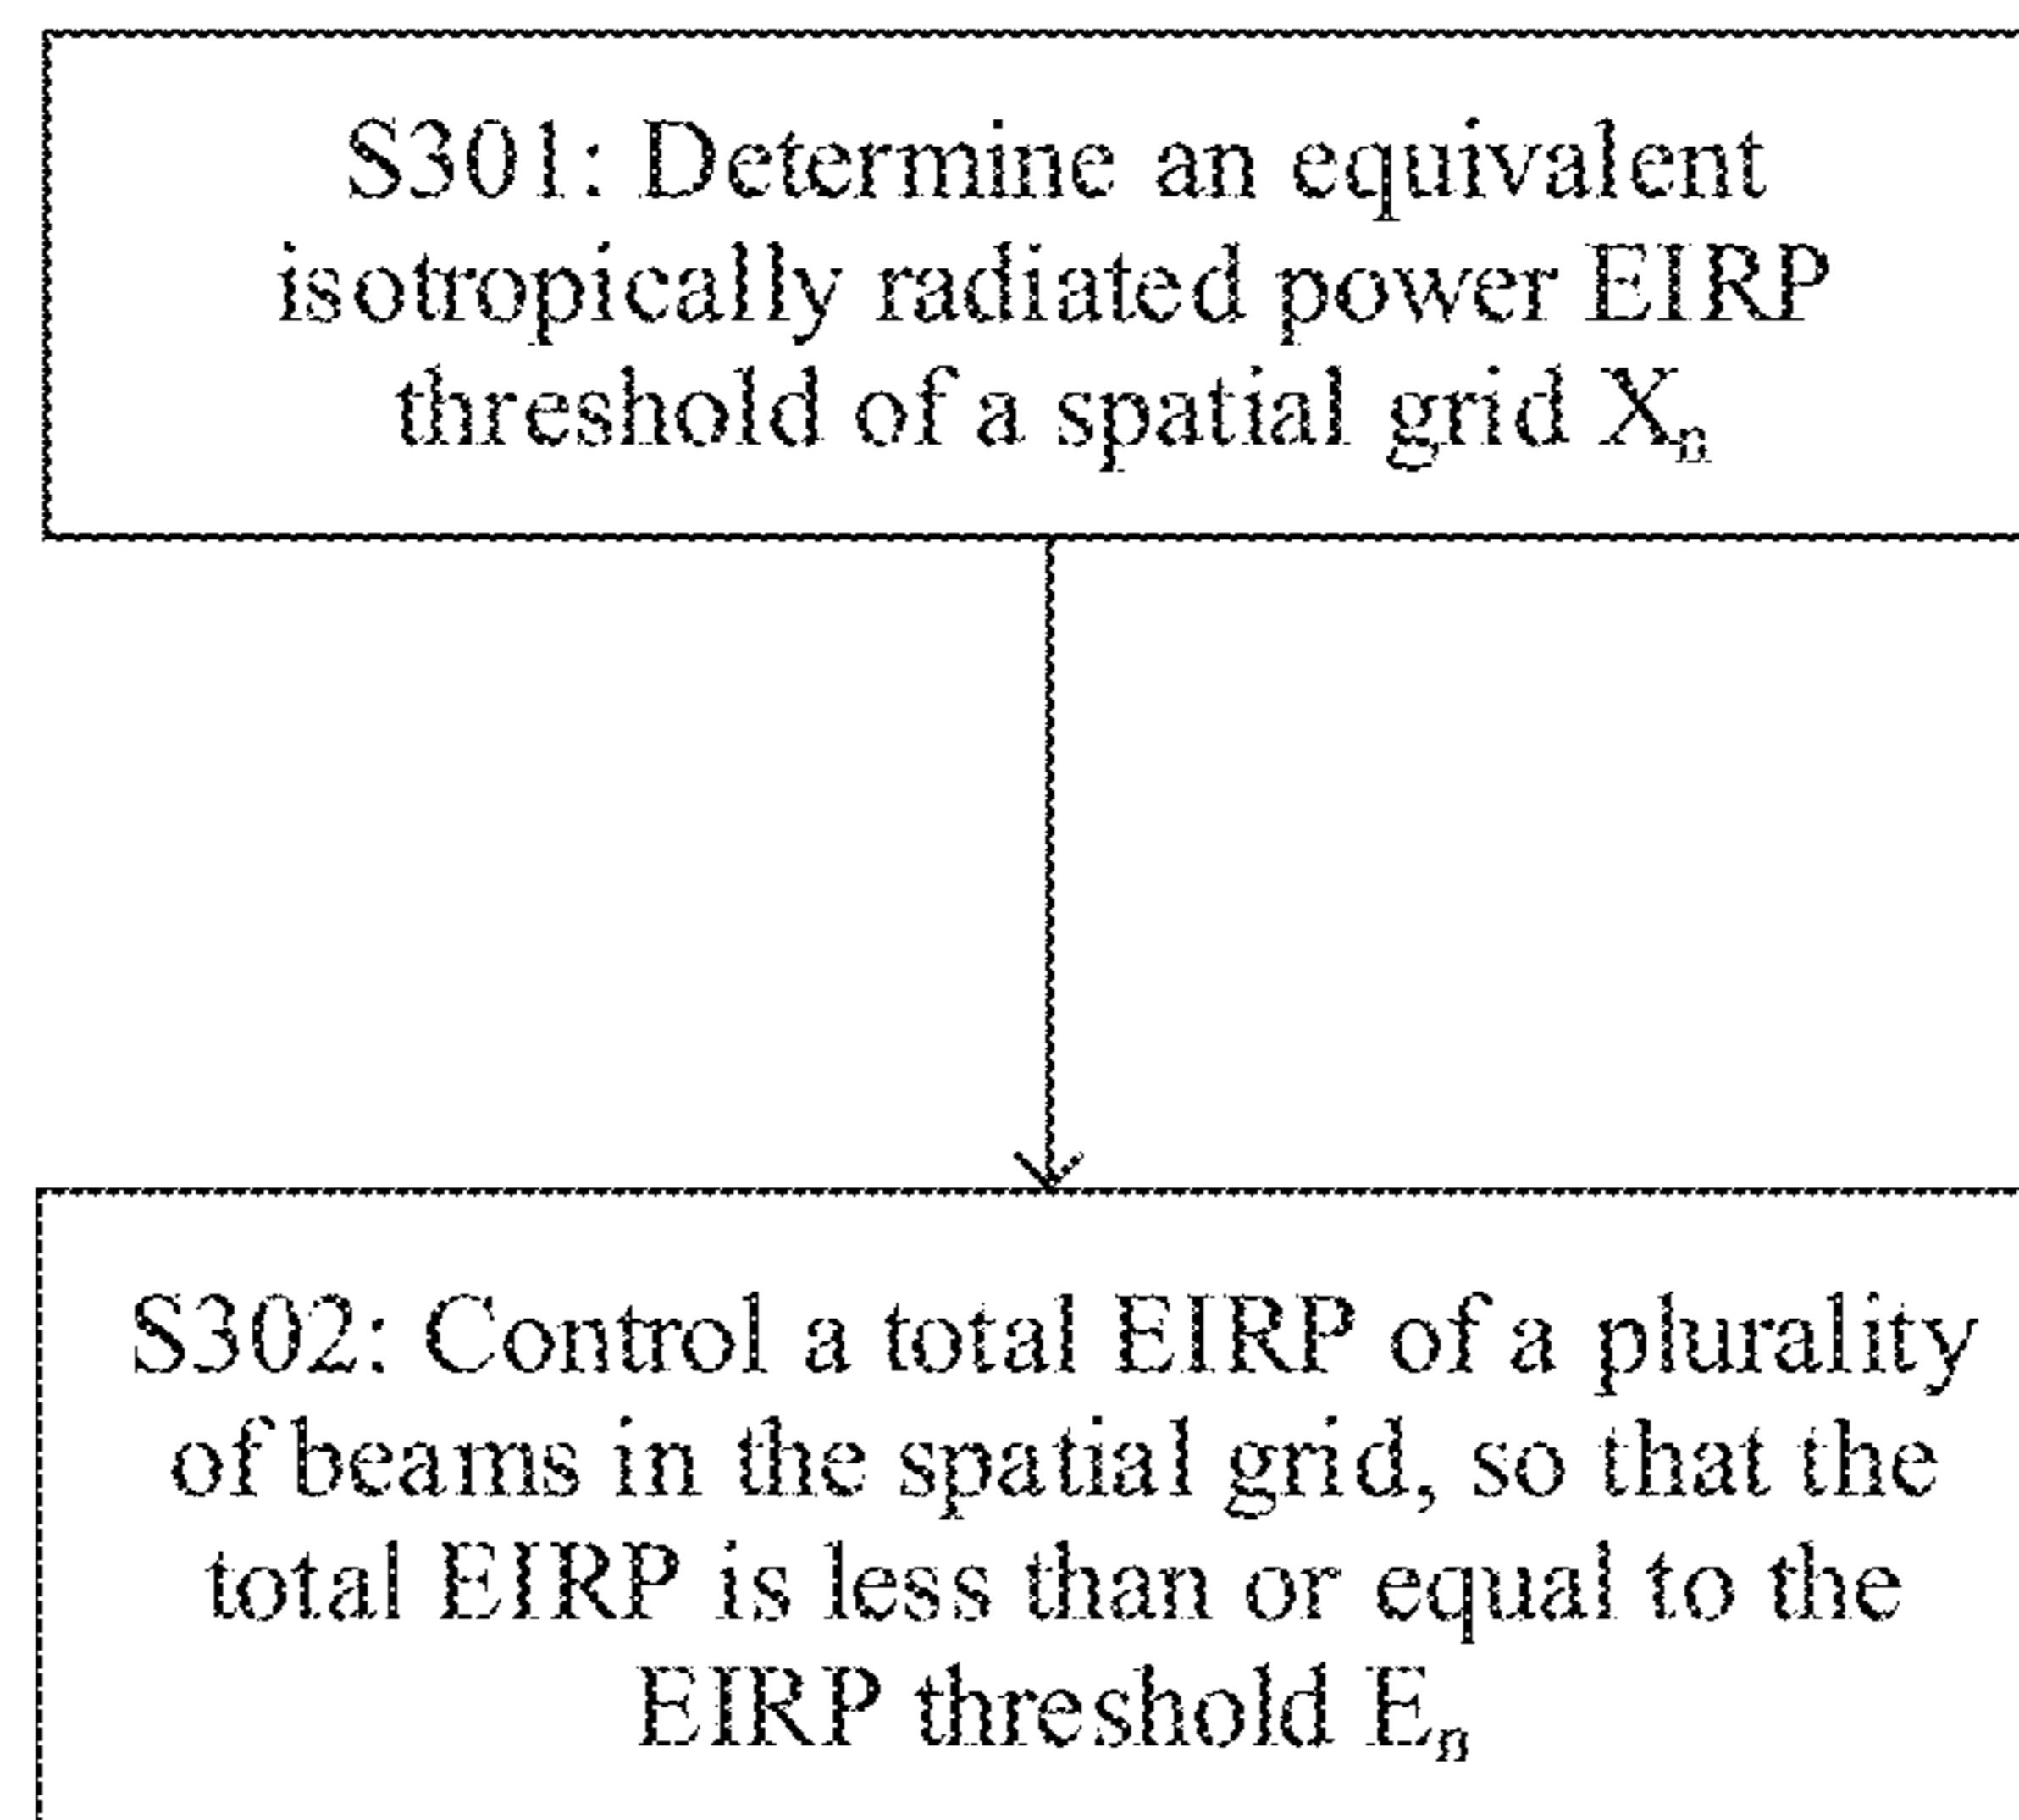 S301: Determine an equivalent
isotropically radiated power EIRP
threshold of a spatial grid Xₙ
S302: Control a total EIRP of a plurality
of beams in the spatial grid, so that the
total EIRP is less than or equal to the
EIRP threshold Eₙ